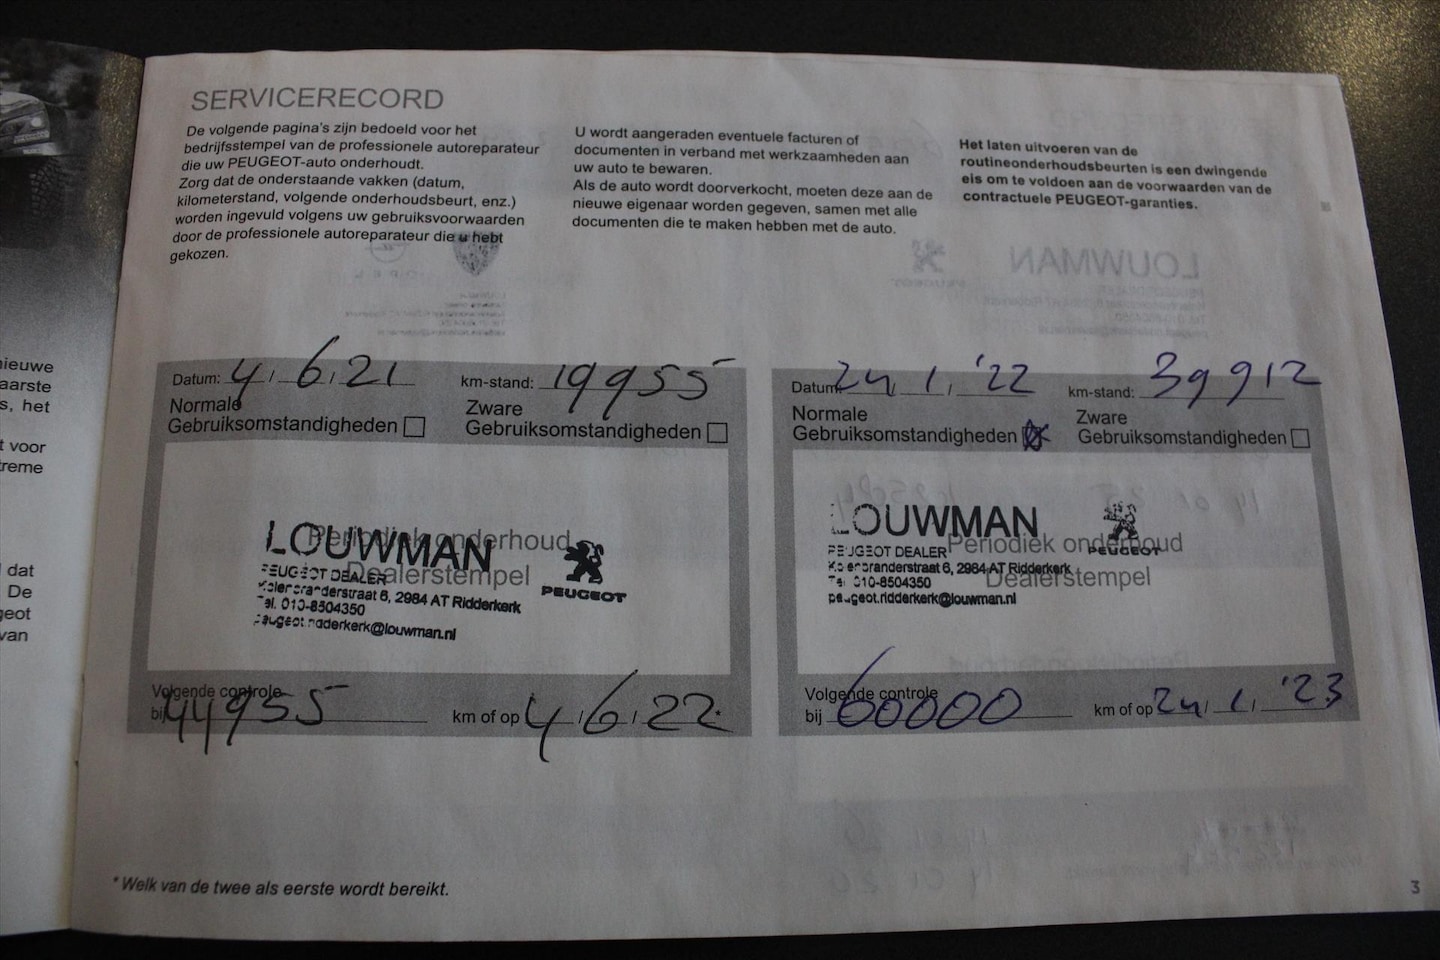 SERVICERECORD
De volgende pagina's zijn bedoeld voor het
bedrijfsstempel van de professionele autoreparateur
die uw PEUGEOT-auto onderhoudt.
Zorg dat de onderstaande vakken (datum,
kilometerstand, volgende onderhoudsbeurt, enz.)
worden ingevuld volgens uw gebruiksvoorwaarden
door de professionele autoreparateur die u hebt
gekozen.
U wordt aangeraden eventuele facturen of
documenten in verband met werkzaamheden aan
uw auto te bewaren.
Als de auto wordt doorverkocht, moeten deze aan de
nieuwe eigenaar worden gegeven, samen met alle
documenten die te maken hebben met de auto.
Het laten uitvoeren van de
routineonderhoudsbeurten is een dwingende
eis om te voldoen aan de voorwaarden van de
contractuele PEUGEOT-garanties.
Datum: 4 / 6 / 21 km-stand: 19955
Normale
Gebruiksomstandigheden
Zware
Gebruiksomstandigheden
Periodiek onderhoud
Dealerstempel
LOUWMAN
PEUGEOT DEALER
Kolenbranderstraat 6, 2984 AT Ridderkerk
Tel. 010-8504350
peugeot.ridderkerk@louwman.nl
PEUGEOT
Volgende controle
bij 44955 km of op 4 / 6 / 22 *
Datum: 24 / 1 / '22 km-stand: 39912
Normale
Gebruiksomstandigheden
Zware
Gebruiksomstandigheden
Periodiek onderhoud
Dealerstempel
LOUWMAN
PEUGEOT DEALER
Kolenbranderstraat 6, 2984 AT Ridderkerk
Tel. 010-8504350
peugeot.ridderkerk@louwman.nl
PEUGEOT
Volgende controle
bij 60000 km of op 24 / 1 / '23
* Welk van de twee als eerste wordt bereikt.
3
nieuwe
aarste
s, het
t voor
treme
dat
De
geot
van